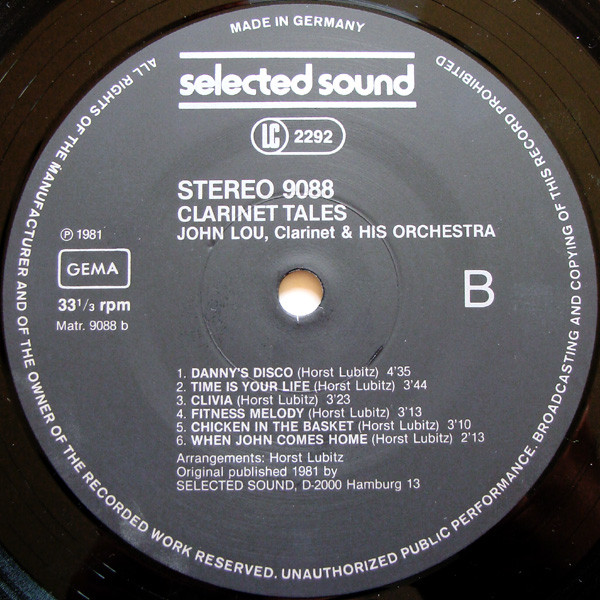 MADE IN GERMANY
ALL RIGHTS OF THE MANUFACTURER AND OF THE OWNER OF THE RECORDED WORK RESERVED. UNAUTHORIZED PUBLIC PERFORMANCE. BROADCASTING AND COPYING OF THIS RECORD PROHIBITED
selected sound
LC 2292
STEREO 9088
CLARINET TALES
JOHN LOU, Clarinet & HIS ORCHESTRA
℗ 1981
GEMA
33 1/3 rpm
Matr. 9088 b
B
1. DANNY'S DISCO (Horst Lubitz) 4'35
2. TIME IS YOUR LIFE (Horst Lubitz) 3'44
3. CLIVIA (Horst Lubitz) 3'23
4. FITNESS MELODY (Horst Lubitz) 3'13
5. CHICKEN IN THE BASKET (Horst Lubitz) 3'10
6. WHEN JOHN COMES HOME (Horst Lubitz) 2'13
Arrangements: Horst Lubitz
Original published 1981 by
SELECTED SOUND, D-2000 Hamburg 13